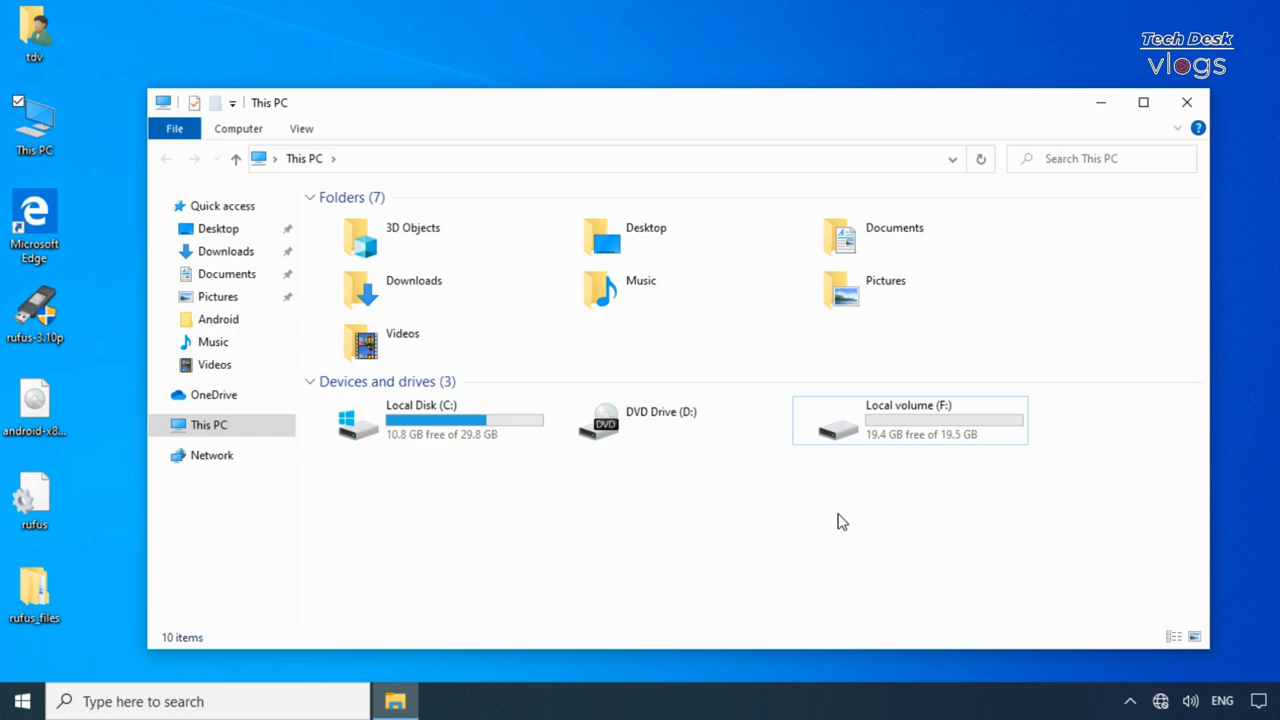 tdv
This PC
Microsoft
Edge
rufus-3.10p
android-x8...
rufus
rufus_files
Tech Desk
vlogs
This PC
File
Computer
View
This PC
Search This PC
Quick access
Desktop
Downloads
Documents
Pictures
Android
Music
Videos
OneDrive
This PC
Network
Folders (7)
3D Objects
Desktop
Documents
Downloads
Music
Pictures
Videos
Devices and drives (3)
Local Disk (C:)
10.8 GB free of 29.8 GB
DVD Drive (D:)
DVD
Local volume (F:)
19.4 GB free of 19.5 GB
10 items
Type here to search
ENG